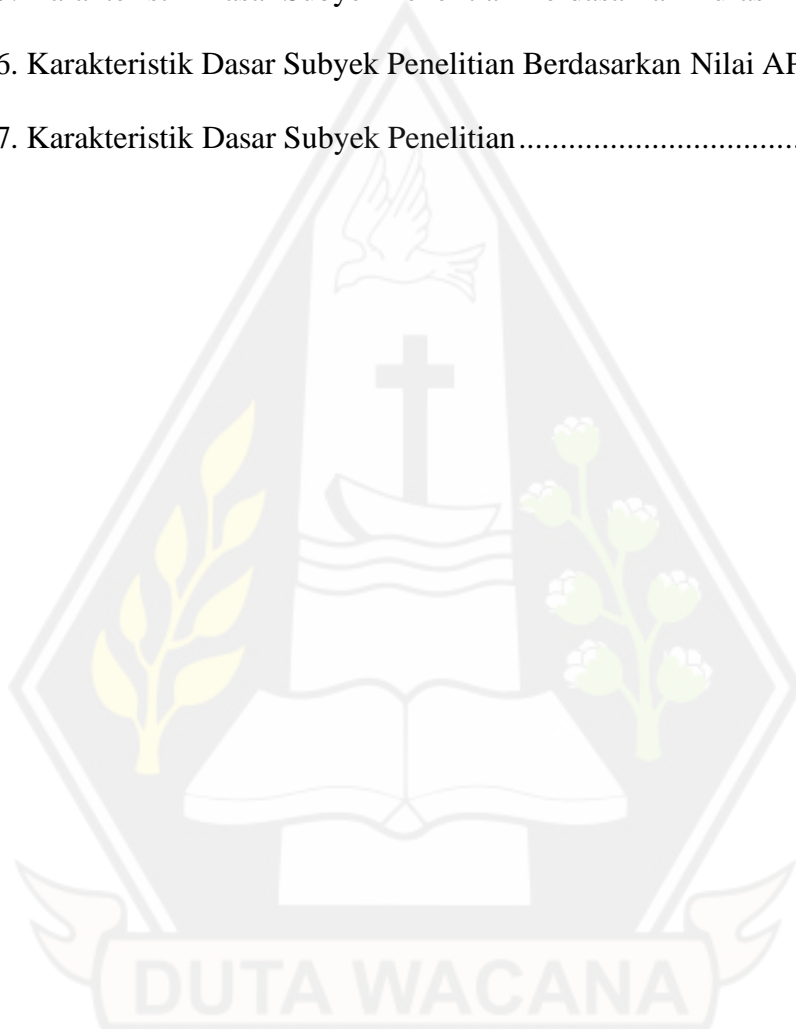 6. Karakteristik Dasar Subyek Penelitian Berdasarkan Nilai AP
7. Karakteristik Dasar Subyek Penelitian................................
DUTA WACANA